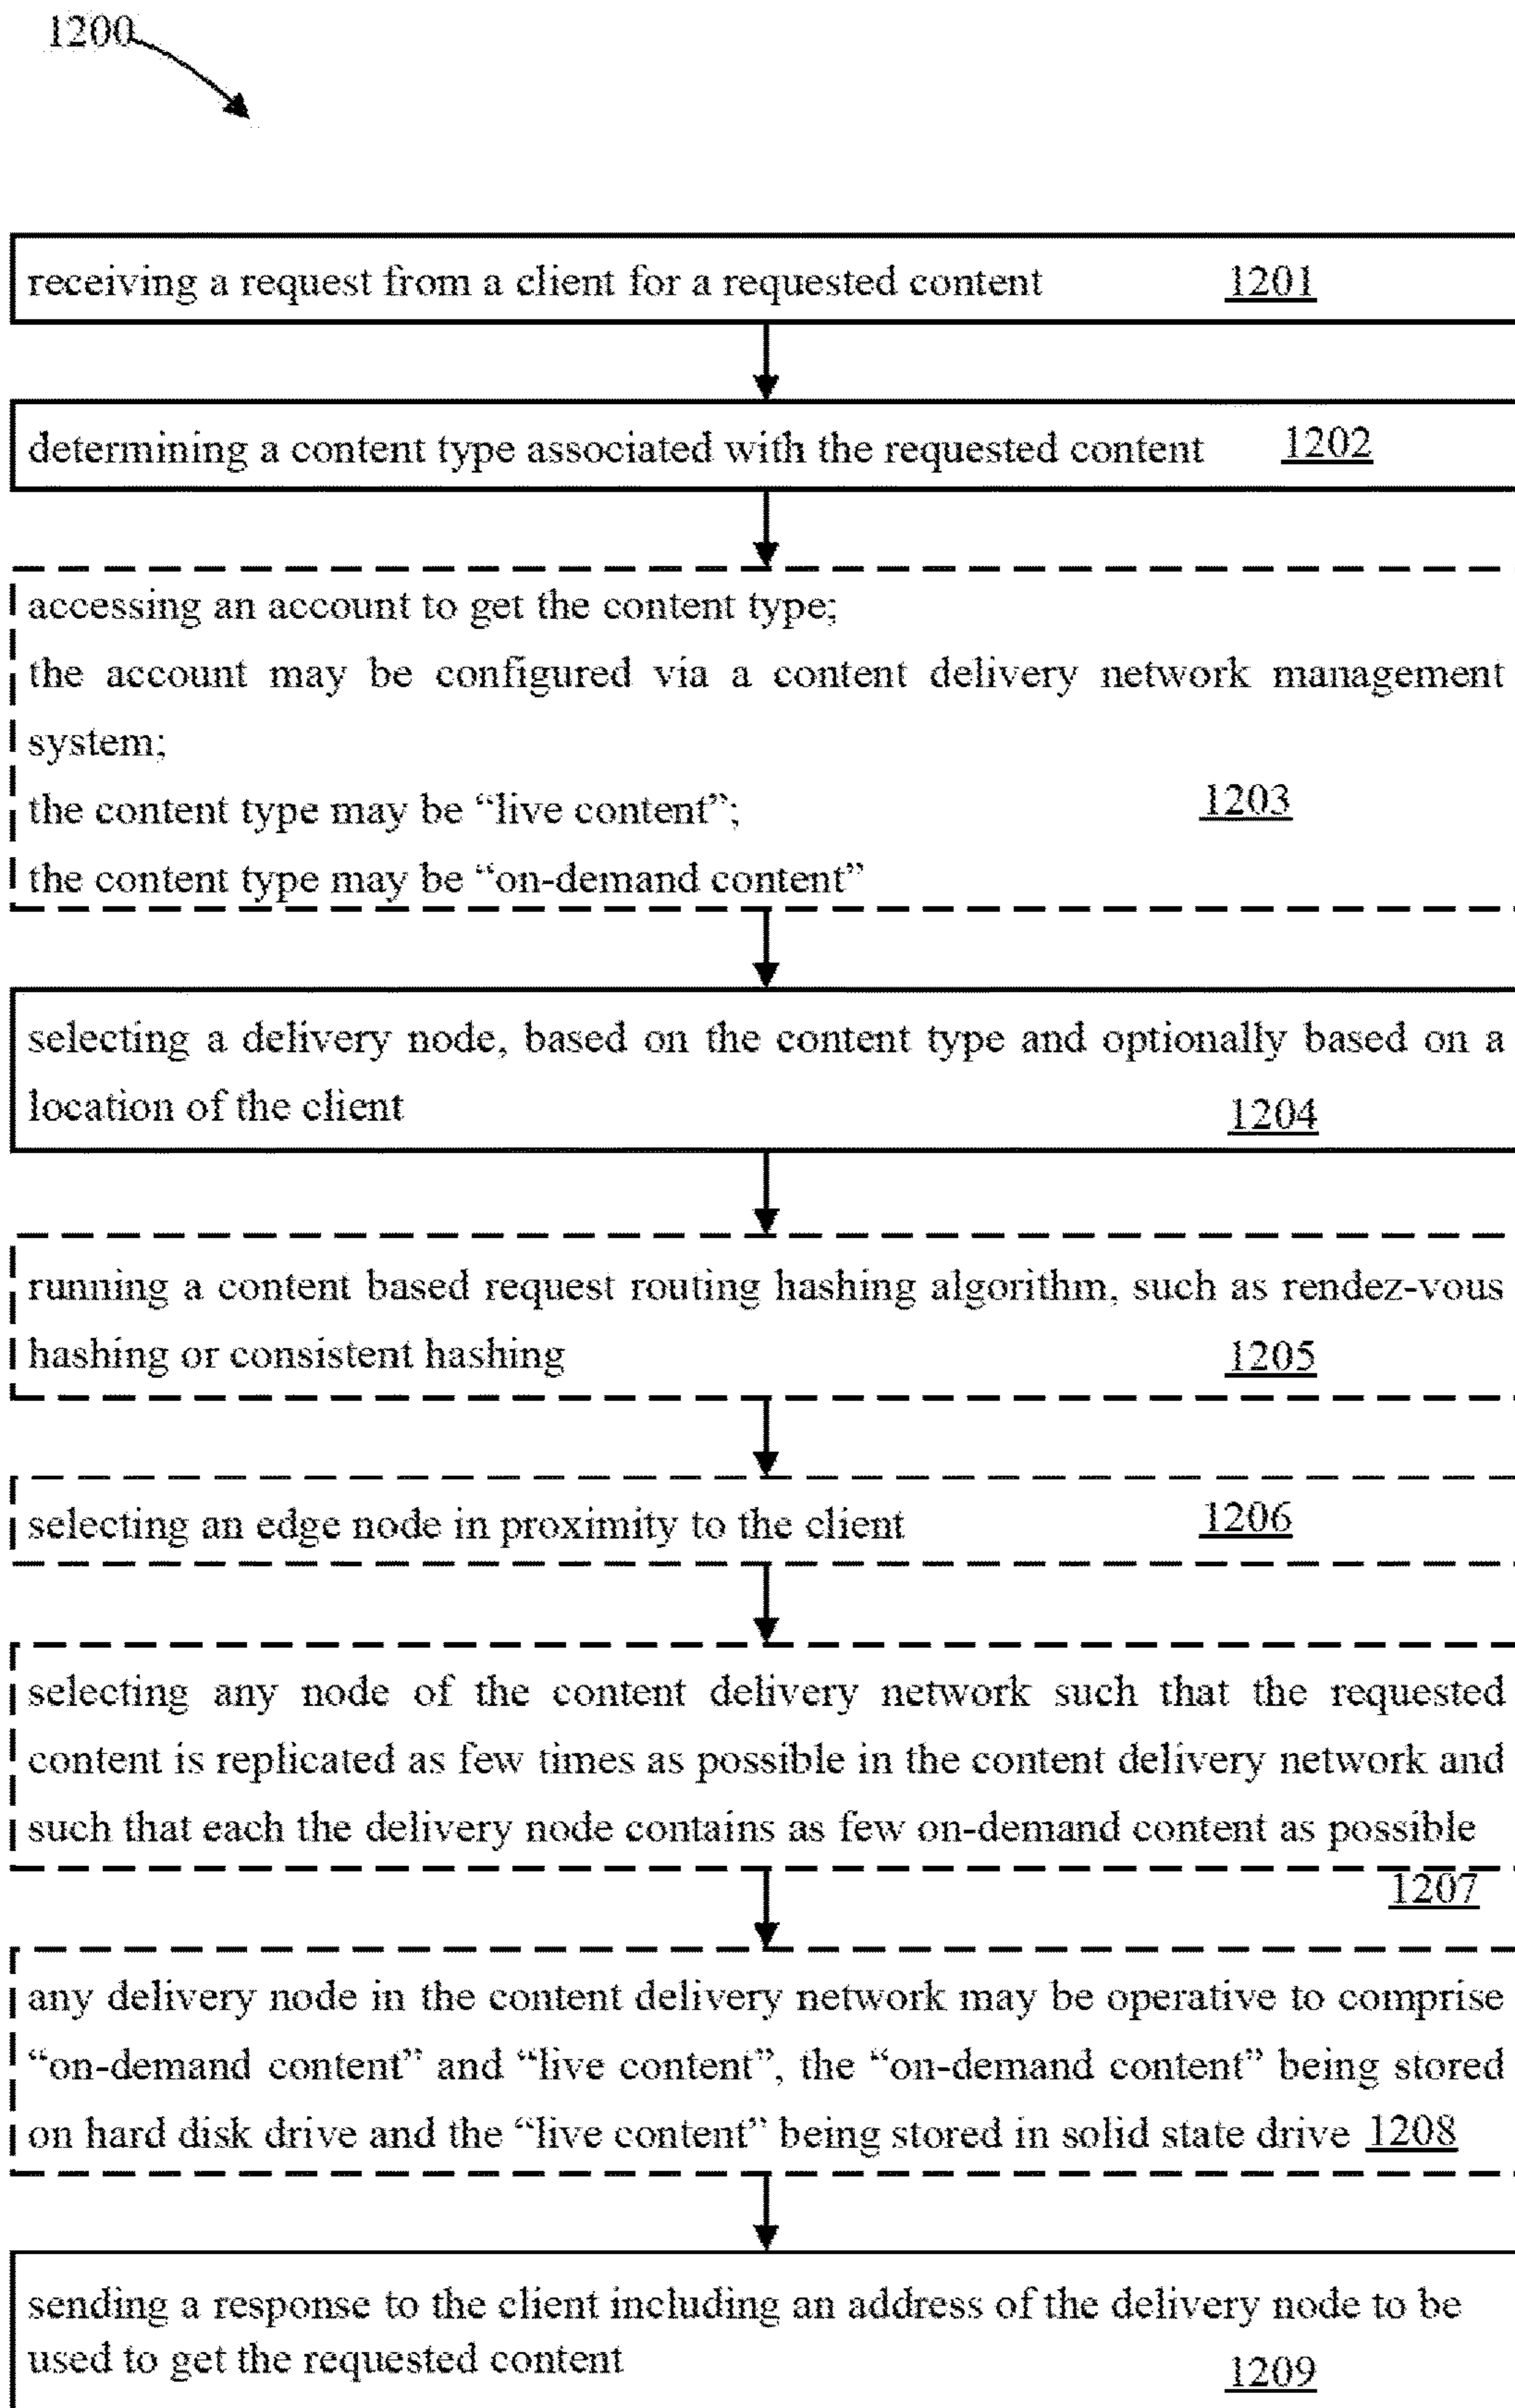 1200
receiving a request from a client for a requested content 1201
determining a content type associated with the requested content 1202
accessing an account to get the content type;
the account may be configured via a content delivery network management
system;
the content type may be “live content”; 1203
the content type may be “on-demand content”
selecting a delivery node, based on the content type and optionally based on a
location of the client 1204
running a content based request routing hashing algorithm, such as rendez-vous
hashing or consistent hashing 1205
selecting an edge node in proximity to the client 1206
selecting any node of the content delivery network such that the requested
content is replicated as few times as possible in the content delivery network and
such that each the delivery node contains as few on-demand content as possible
1207
any delivery node in the content delivery network may be operative to comprise
“on-demand content” and “live content”, the “on-demand content” being stored
on hard disk drive and the “live content” being stored in solid state drive 1208
sending a response to the client including an address of the delivery node to be
used to get the requested content 1209